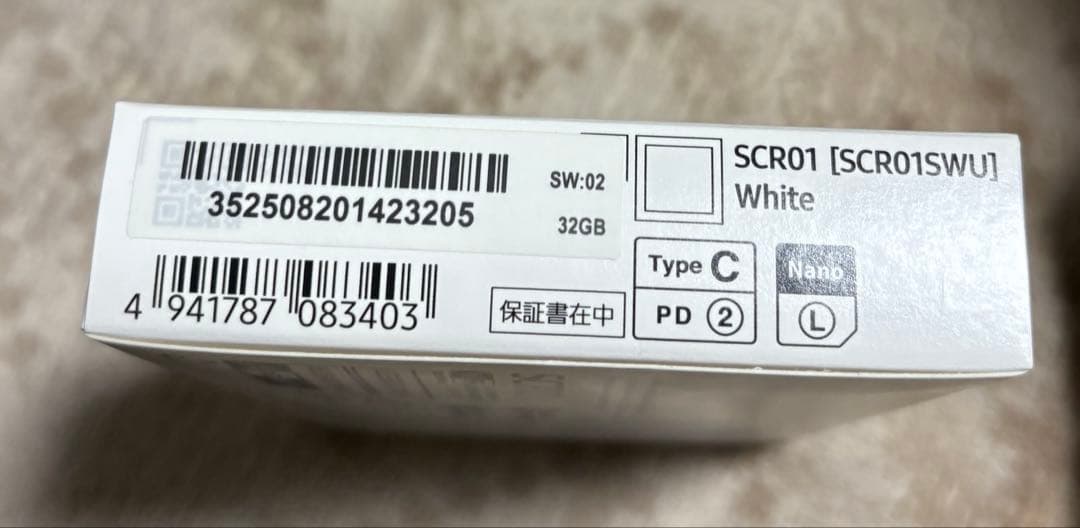 352508201423205
SW:02
32GB
SCR01 [SCR01SWU]
White
4 941787 083403
保証書在中
Type C
PD 2
Nano
L